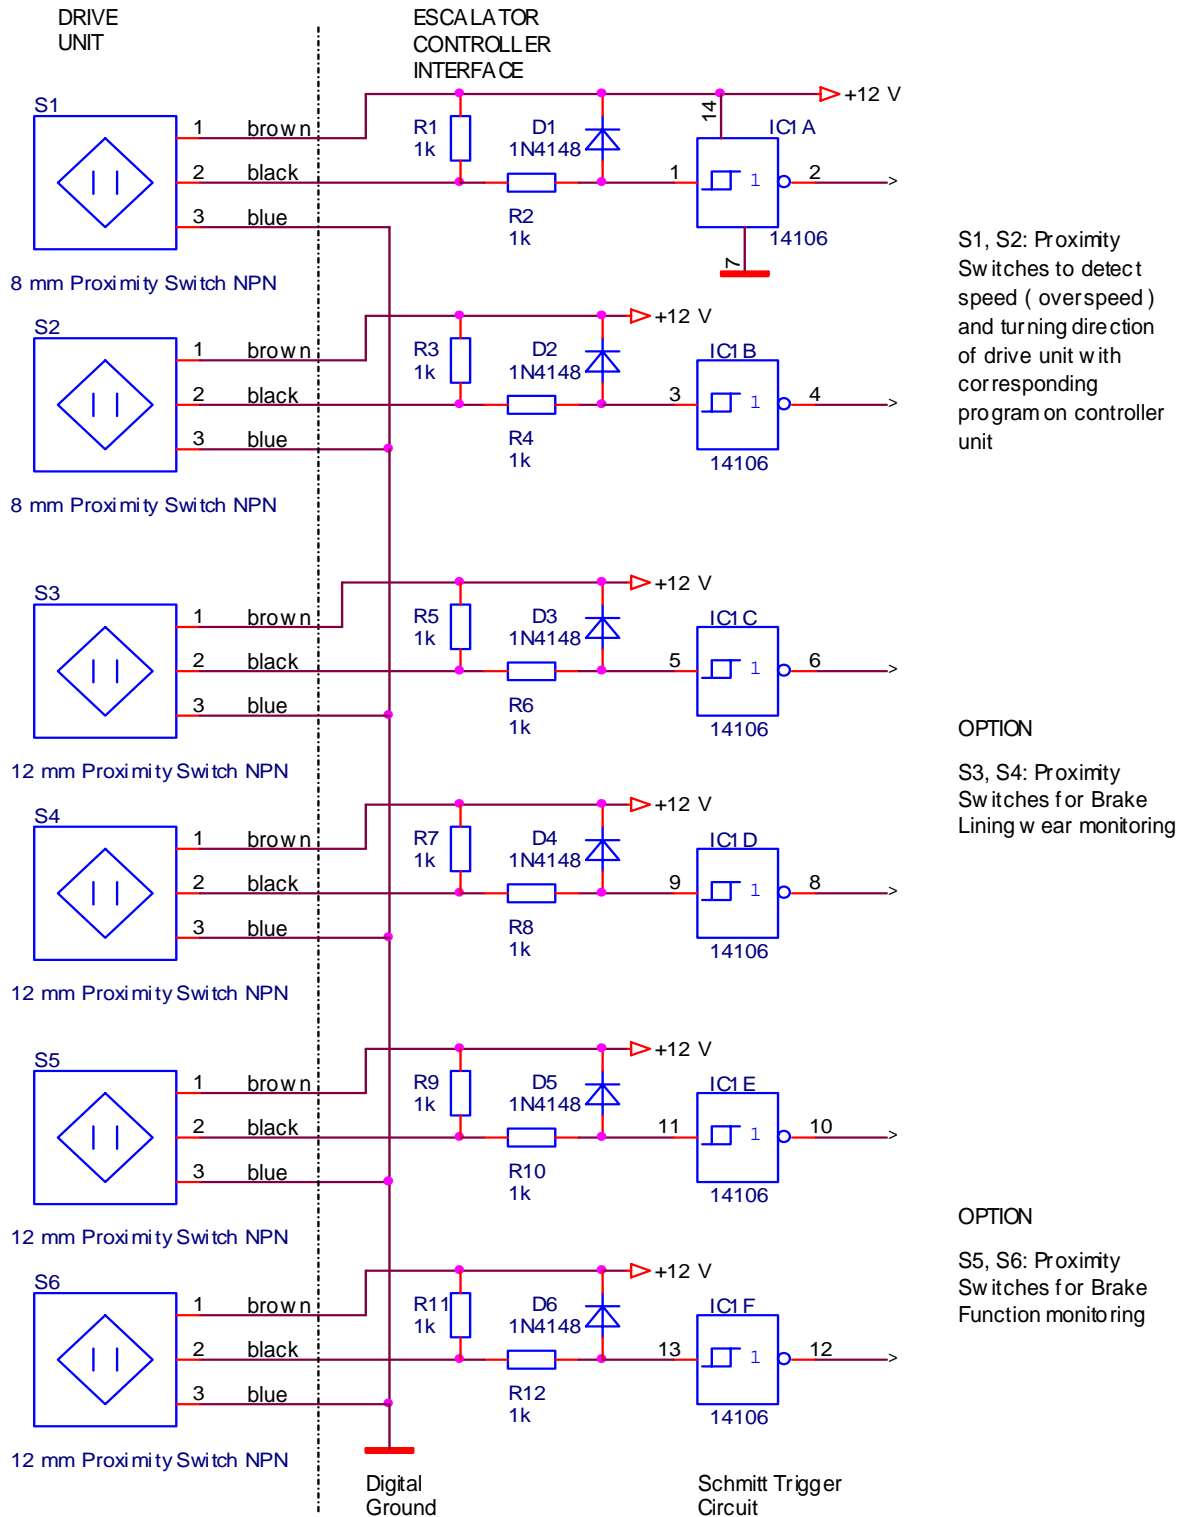 DRIVE
UNIT
ESCALATOR
CONTROLLER
INTERFACE
S1
1 brown
2 black
3 blue
8 mm Proximity Switch NPN
R1
1k
D1
1N4148
R2
1k
+12 V
14
IC1A
1
1
2
7
14106
S2
1 brown
2 black
3 blue
8 mm Proximity Switch NPN
R3
1k
D2
1N4148
R4
1k
+12 V
IC1B
3
1
4
14106
S1, S2: Proximity
Switches to detect
speed ( overspeed )
and turning direction
of drive unit with
corresponding
program on controller
unit
S3
1 brown
2 black
3 blue
12 mm Proximity Switch NPN
R5
1k
D3
1N4148
R6
1k
+12 V
IC1C
5
1
6
14106
S4
1 brown
2 black
3 blue
12 mm Proximity Switch NPN
R7
1k
D4
1N4148
R8
1k
+12 V
IC1D
9
1
8
14106
OPTION
S3, S4: Proximity
Switches for Brake
Lining wear monitoring
S5
1 brown
2 black
3 blue
12 mm Proximity Switch NPN
R9
1k
D5
1N4148
R10
1k
+12 V
IC1E
11
1
10
14106
S6
1 brown
2 black
3 blue
12 mm Proximity Switch NPN
R11
1k
D6
1N4148
R12
1k
+12 V
IC1F
13
1
12
14106
OPTION
S5, S6: Proximity
Switches for Brake
Function monitoring
Digital
Ground
Schmitt Trigger
Circuit